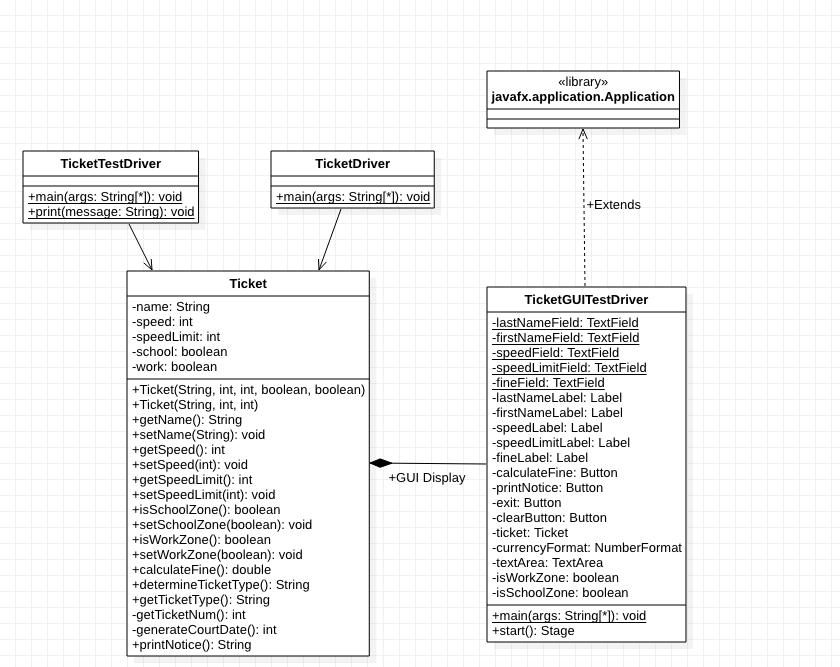 «library»
javafx.application.Application
TicketTestDriver
+main(args: String[*]): void
+print(message: String): void
TicketDriver
+main(args: String[*]): void
+Extends
Ticket
-name: String
-speed: int
-speedLimit: int
-school: boolean
-work: boolean
+Ticket(String, int, int, boolean, boolean)
+Ticket(String, int, int)
+getName(): String
+setName(String): void
+getSpeed(): int
+setSpeed(int): void
+getSpeedLimit(): int
+setSpeedLimit(int): void
+isSchoolZone(): boolean
+setSchoolZone(boolean): void
+isWorkZone(): boolean
+setWorkZone(boolean): void
+calculateFine(): double
+determineTicketType(): String
+getTicketType(): String
-getTicketNum(): int
-generateCourtDate(): int
+printNotice(): String
+GUI Display
TicketGUITestDriver
-lastNameField: TextField
-firstNameField: TextField
-speedField: TextField
-speedLimitField: TextField
-fineField: TextField
-lastNameLabel: Label
-firstNameLabel: Label
-speedLabel: Label
-speedLimitLabel: Label
-fineLabel: Label
-calculateFine: Button
-printNotice: Button
-exit: Button
-clearButton: Button
-ticket: Ticket
-currencyFormat: NumberFormat
-textArea: TextArea
-isWorkZone: boolean
-isSchoolZone: boolean
+main(args: String[*]): void
+start(): Stage